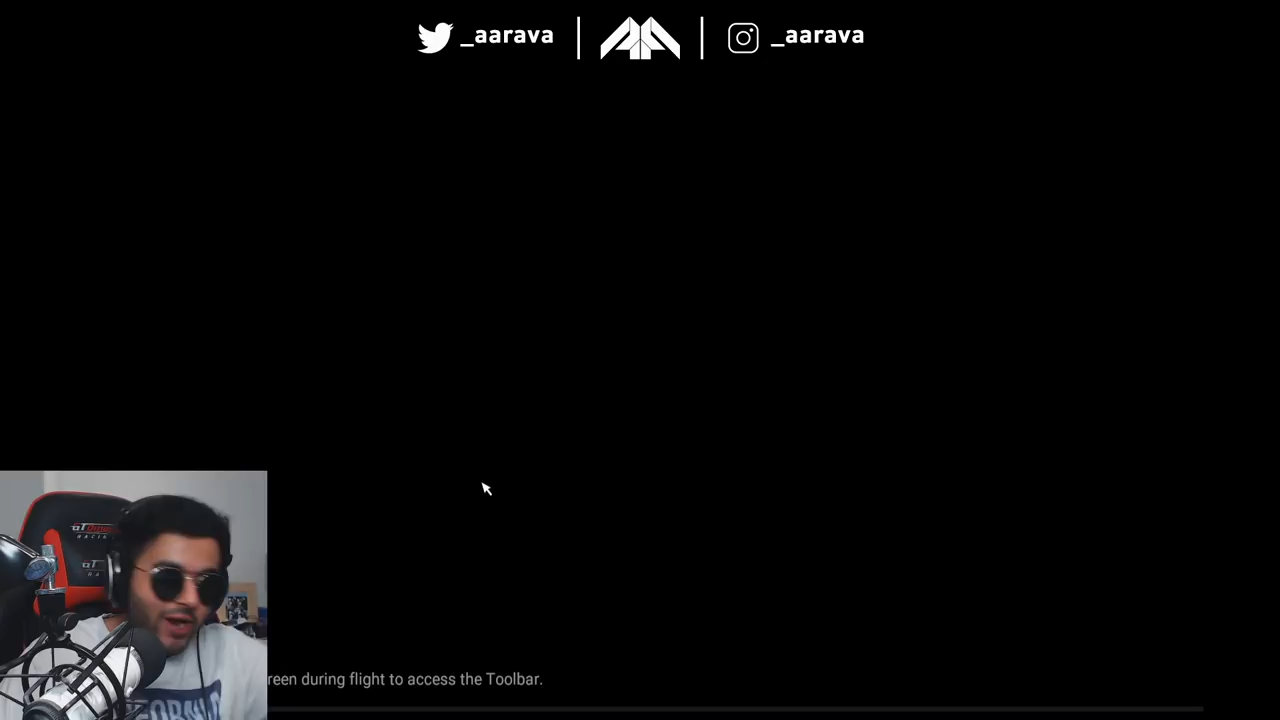 _aarava
_aarava
reen during flight to access the Toolbar.